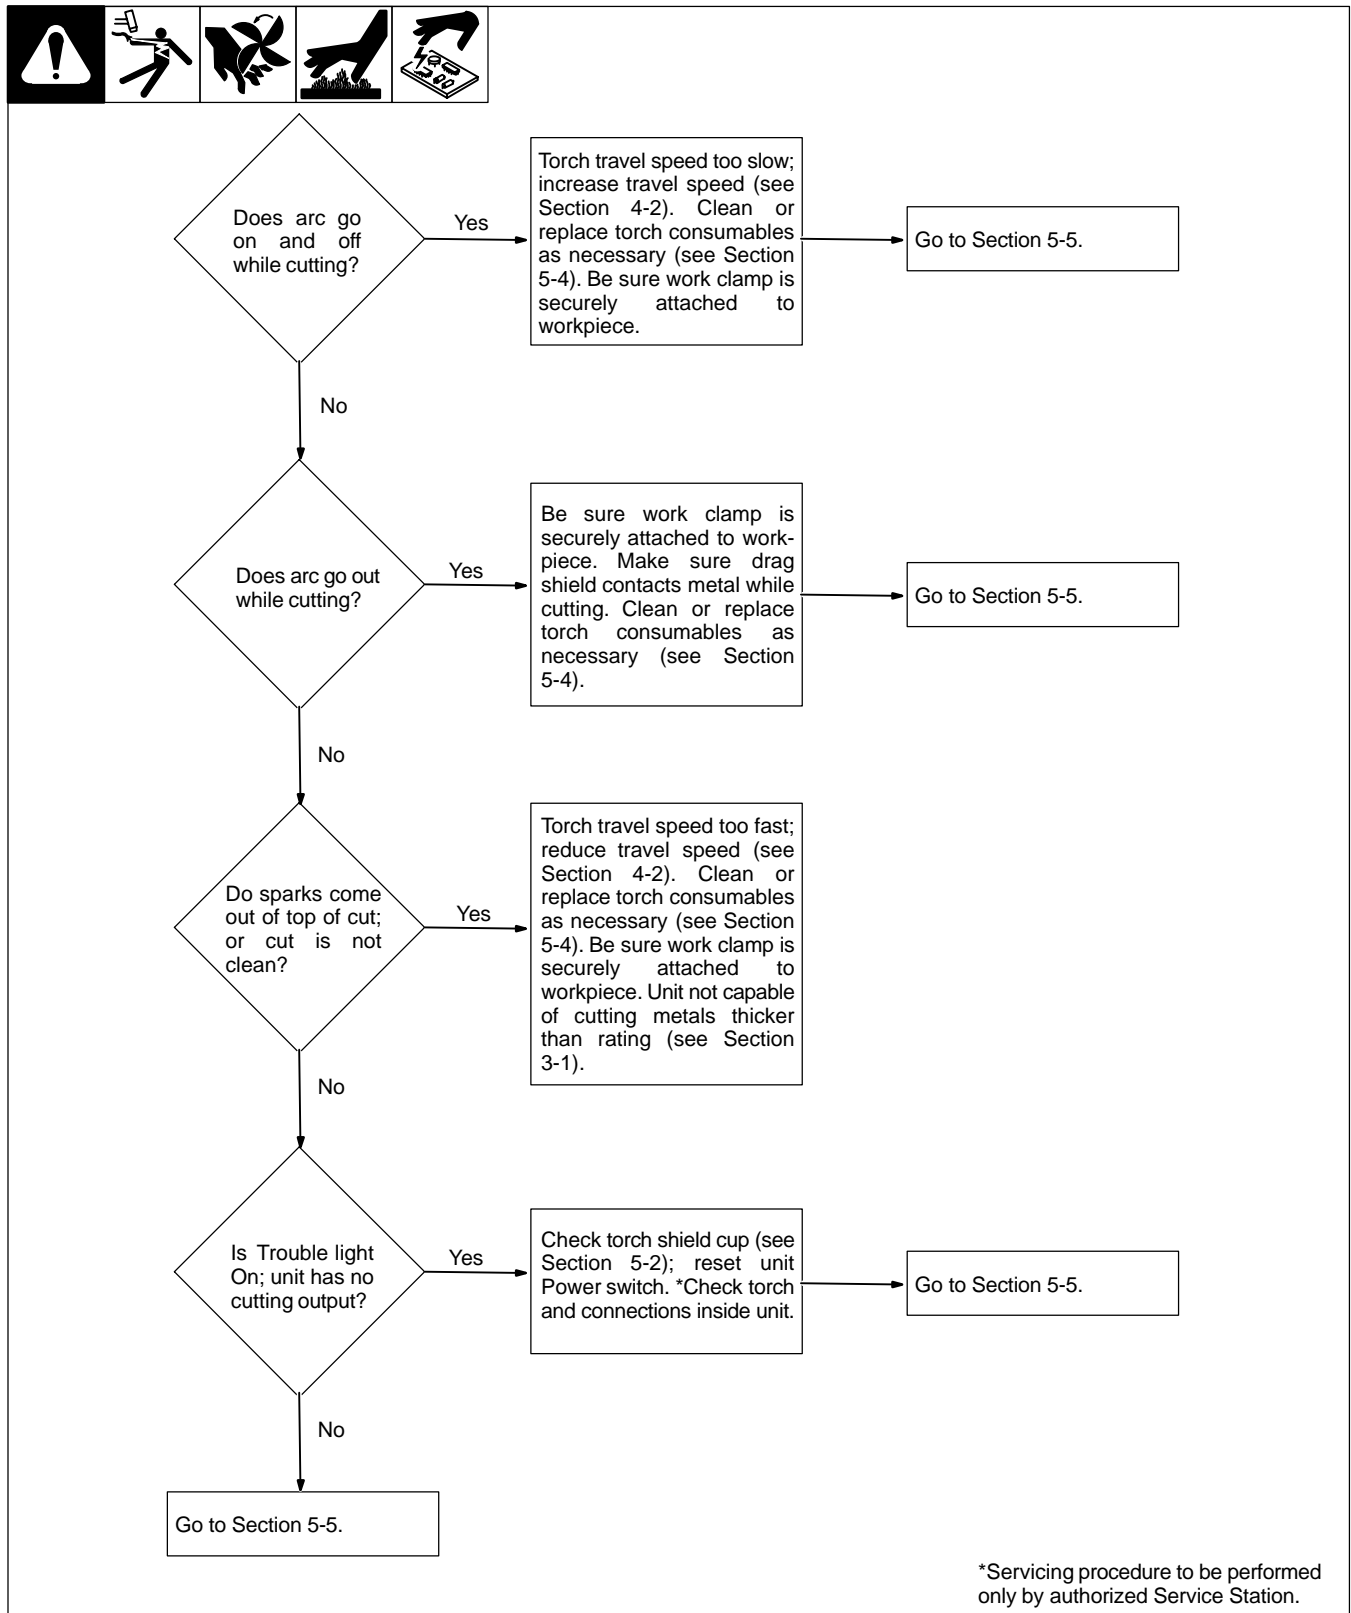 Does arc go
on and off
while cutting?
Yes
Torch travel speed too slow;
increase travel speed (see
Section 4-2). Clean or
replace torch consumables
as necessary (see Section
5-4). Be sure work clamp is
securely attached to
workpiece.
Go to Section 5-5.
No
Does arc go out
while cutting?
Yes
Be sure work clamp is
securely attached to work-
piece. Make sure drag
shield contacts metal while
cutting. Clean or replace
torch consumables as
necessary (see Section
5-4).
Go to Section 5-5.
No
Do sparks come
out of top of cut;
or cut is not
clean?
Yes
Torch travel speed too fast;
reduce travel speed (see
Section 4-2). Clean or
replace torch consumables
as necessary (see Section
5-4). Be sure work clamp is
securely attached to
workpiece. Unit not capable
of cutting metals thicker
than rating (see Section
3-1).
No
Is Trouble light
On; unit has no
cutting output?
Yes
Check torch shield cup (see
Section 5-2); reset unit
Power switch. *Check torch
and connections inside unit.
Go to Section 5-5.
No
Go to Section 5-5.
*Servicing procedure to be performed
only by authorized Service Station.